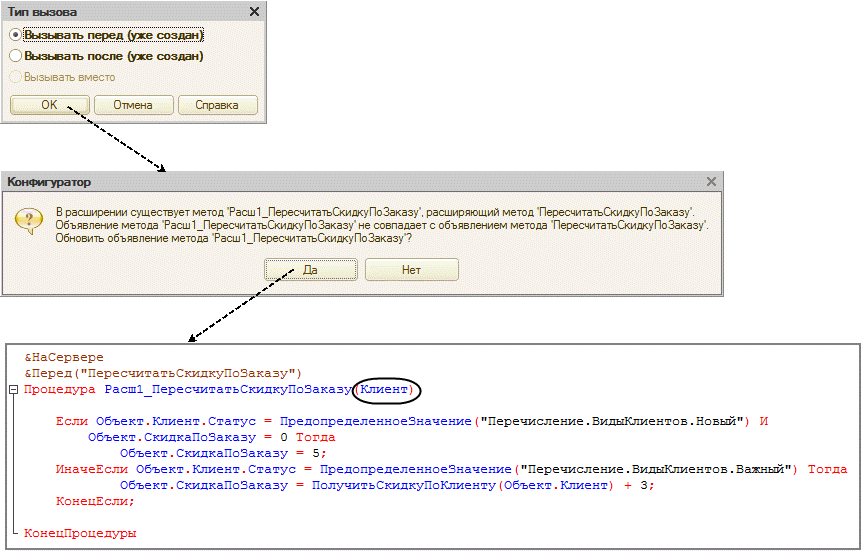 Тип вызова
Вызывать перед (уже создан)
Вызывать после (уже создан)
Вызывать вместо
OK Отмена Справка
Конфигуратор
В расширении существует метод 'Расш1_ПересчитатьСкидкуПоЗаказу', расширяющий метод 'ПересчитатьСкидкуПоЗаказу'.
Объявление метода 'Расш1_ПересчитатьСкидкуПоЗаказу' не совпадает с объявлением метода 'ПересчитатьСкидкуПоЗаказу'.
Обновить объявление метода 'Расш1_ПересчитатьСкидкуПоЗаказу'?
Да Нет
&НаСервере
&Перед("ПересчитатьСкидкуПоЗаказу")
Процедура Расш1_ПересчитатьСкидкуПоЗаказу(Клиент)
Если Объект.Клиент.Статус = ПредопределенноеЗначение("Перечисление.ВидыКлиентов.Новый") И
Объект.СкидкаПоЗаказу = 0 Тогда
Объект.СкидкаПоЗаказу = 5;
ИначеЕсли Объект.Клиент.Статус = ПредопределенноеЗначение("Перечисление.ВидыКлиентов.Важный") Тогда
Объект.СкидкаПоЗаказу = ПолучитьСкидкуПоКлиенту(Объект.Клиент) + 3;
КонецЕсли;
КонецПроцедуры